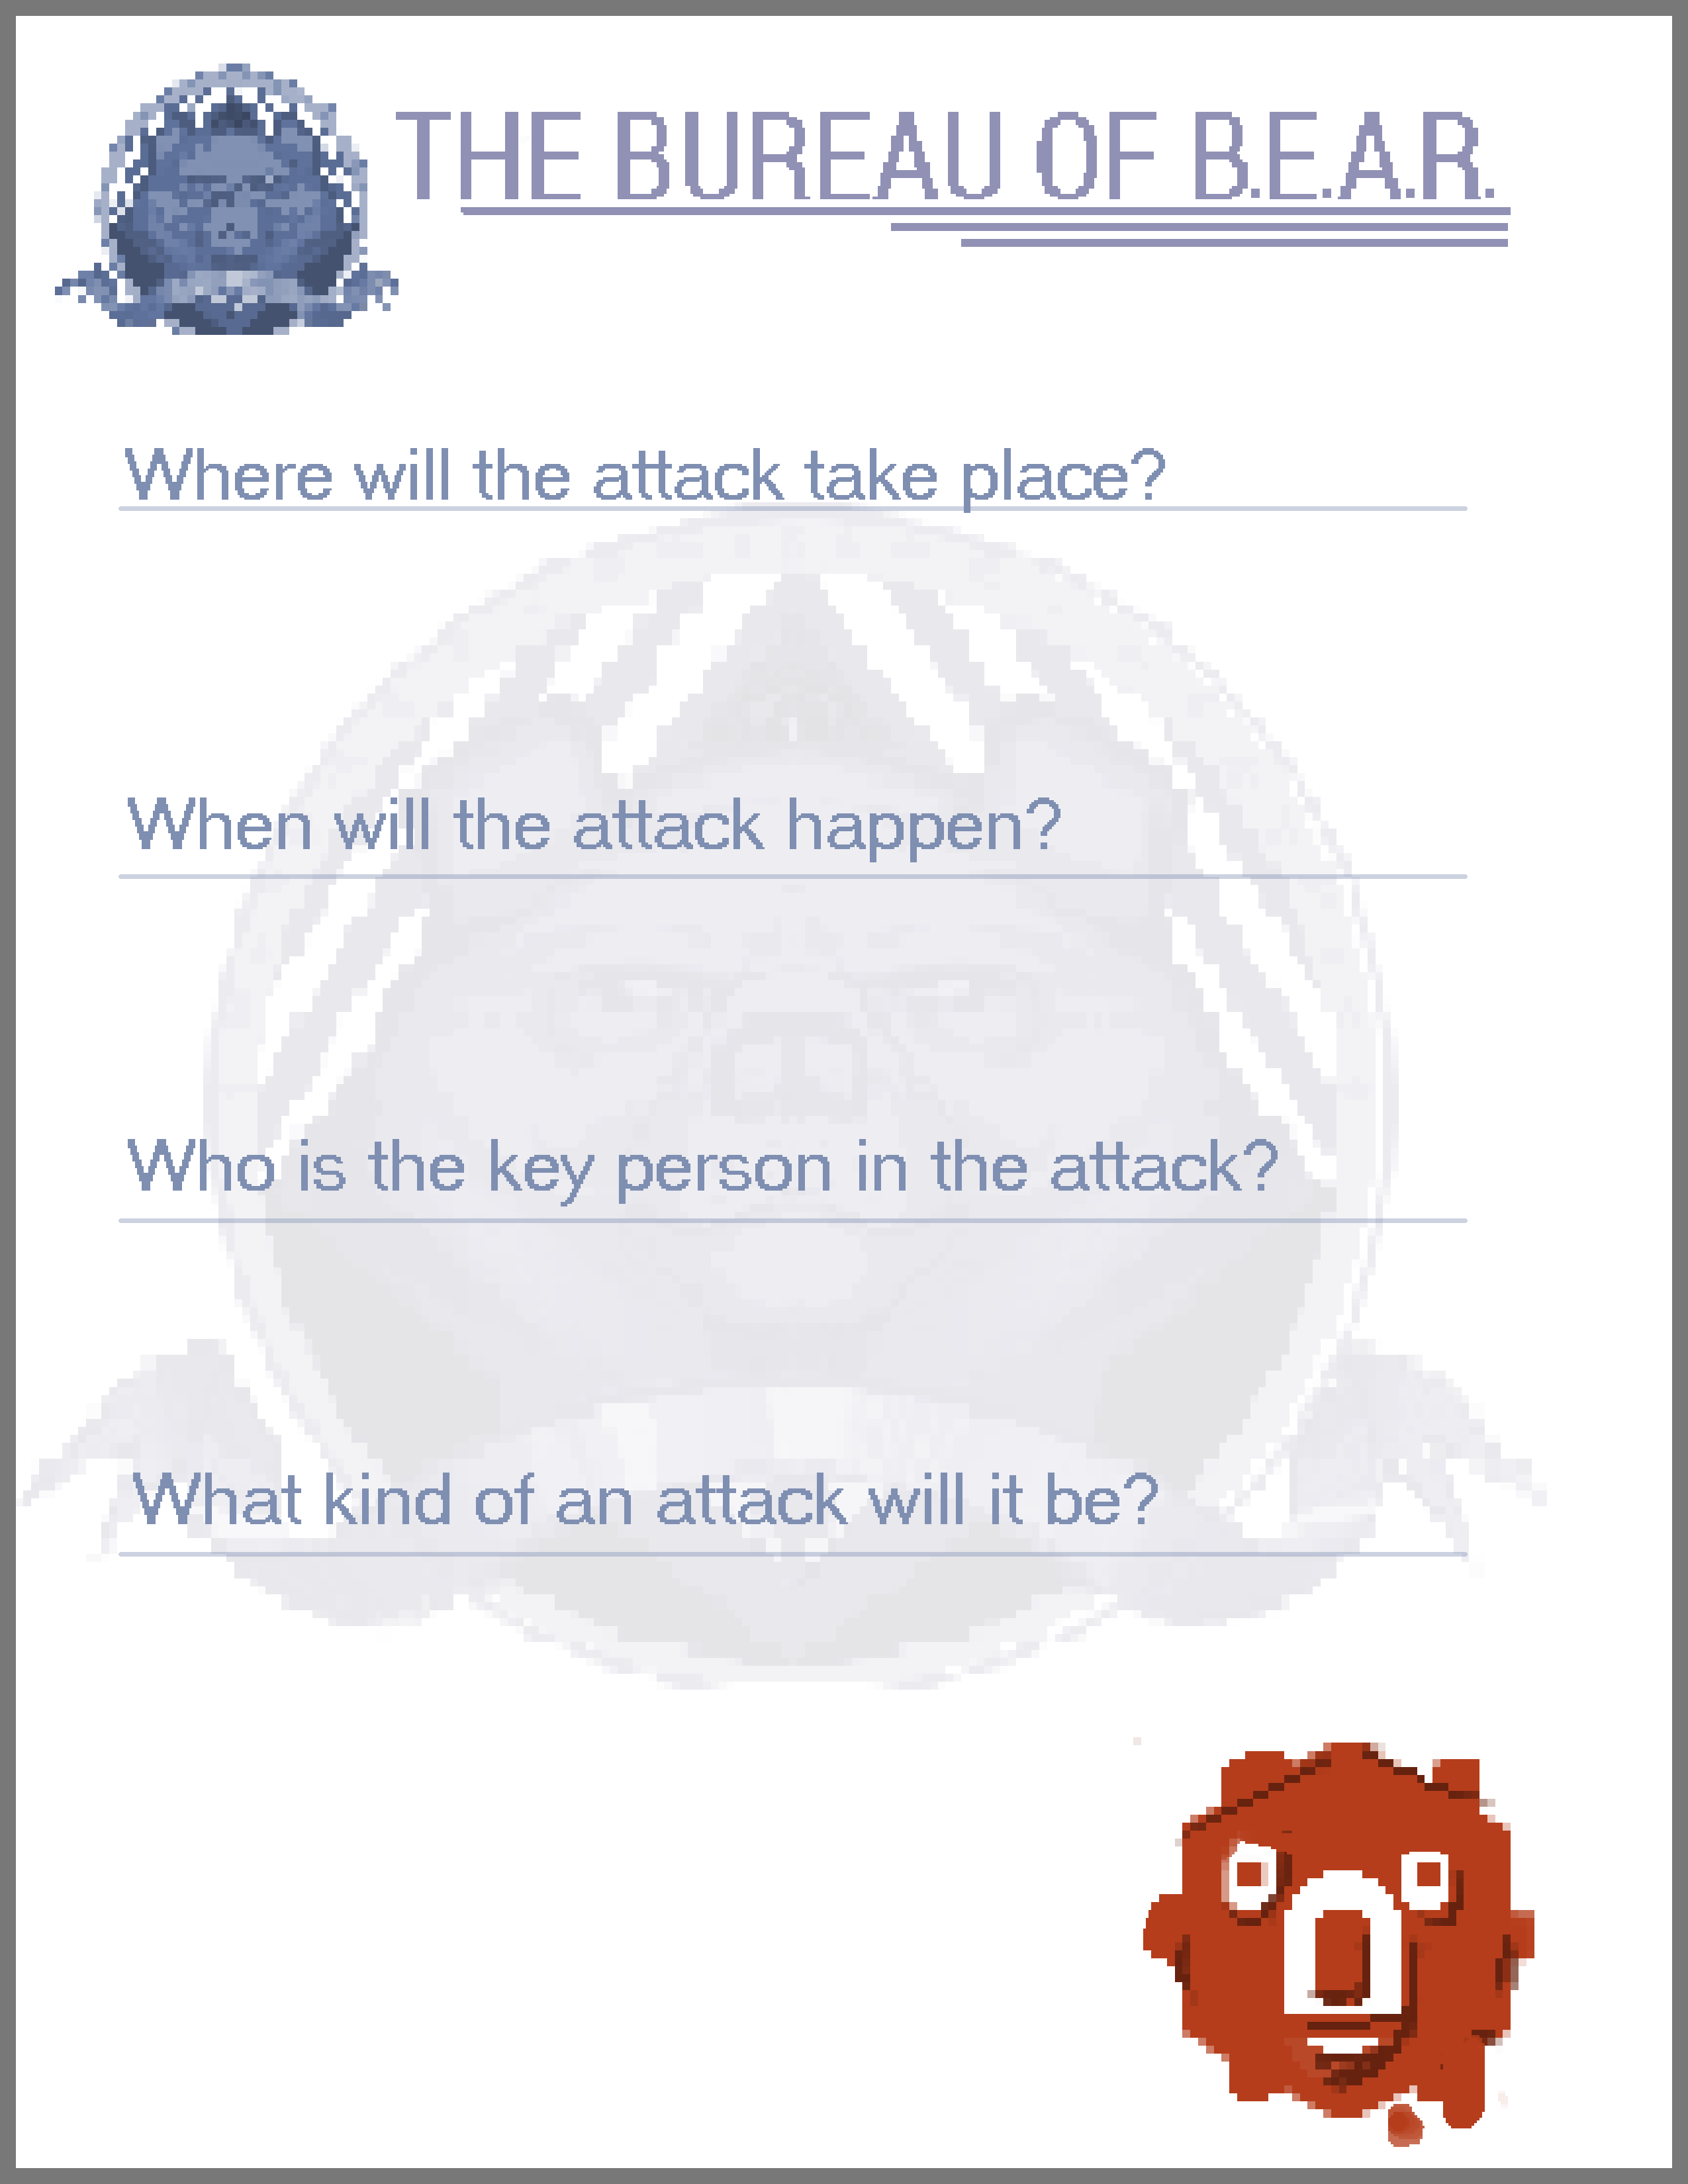 THE BUREAU OF B.E.A.R.
Where will the attack take place?
When will the attack happen?
Who is the key person in the attack?
What kind of an attack will it be?